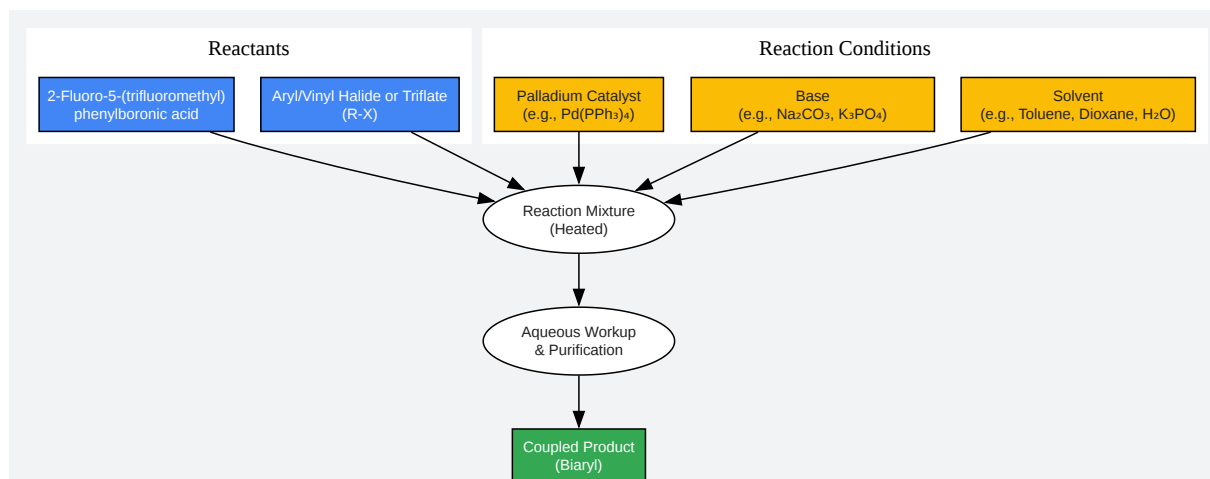 Reactants
Reaction Conditions
2-Fluoro-5-(trifluoromethyl)
phenylboronic acid
Aryl/Vinyl Halide or Triflate
(R-X)
Palladium Catalyst
(e.g., Pd(PPh₃)₄)
Base
(e.g., Na₂CO₃, K₃PO₄)
Solvent
(e.g., Toluene, Dioxane, H₂O)
Reaction Mixture
(Heated)
Aqueous Workup
& Purification
Coupled Product
(Biaryl)